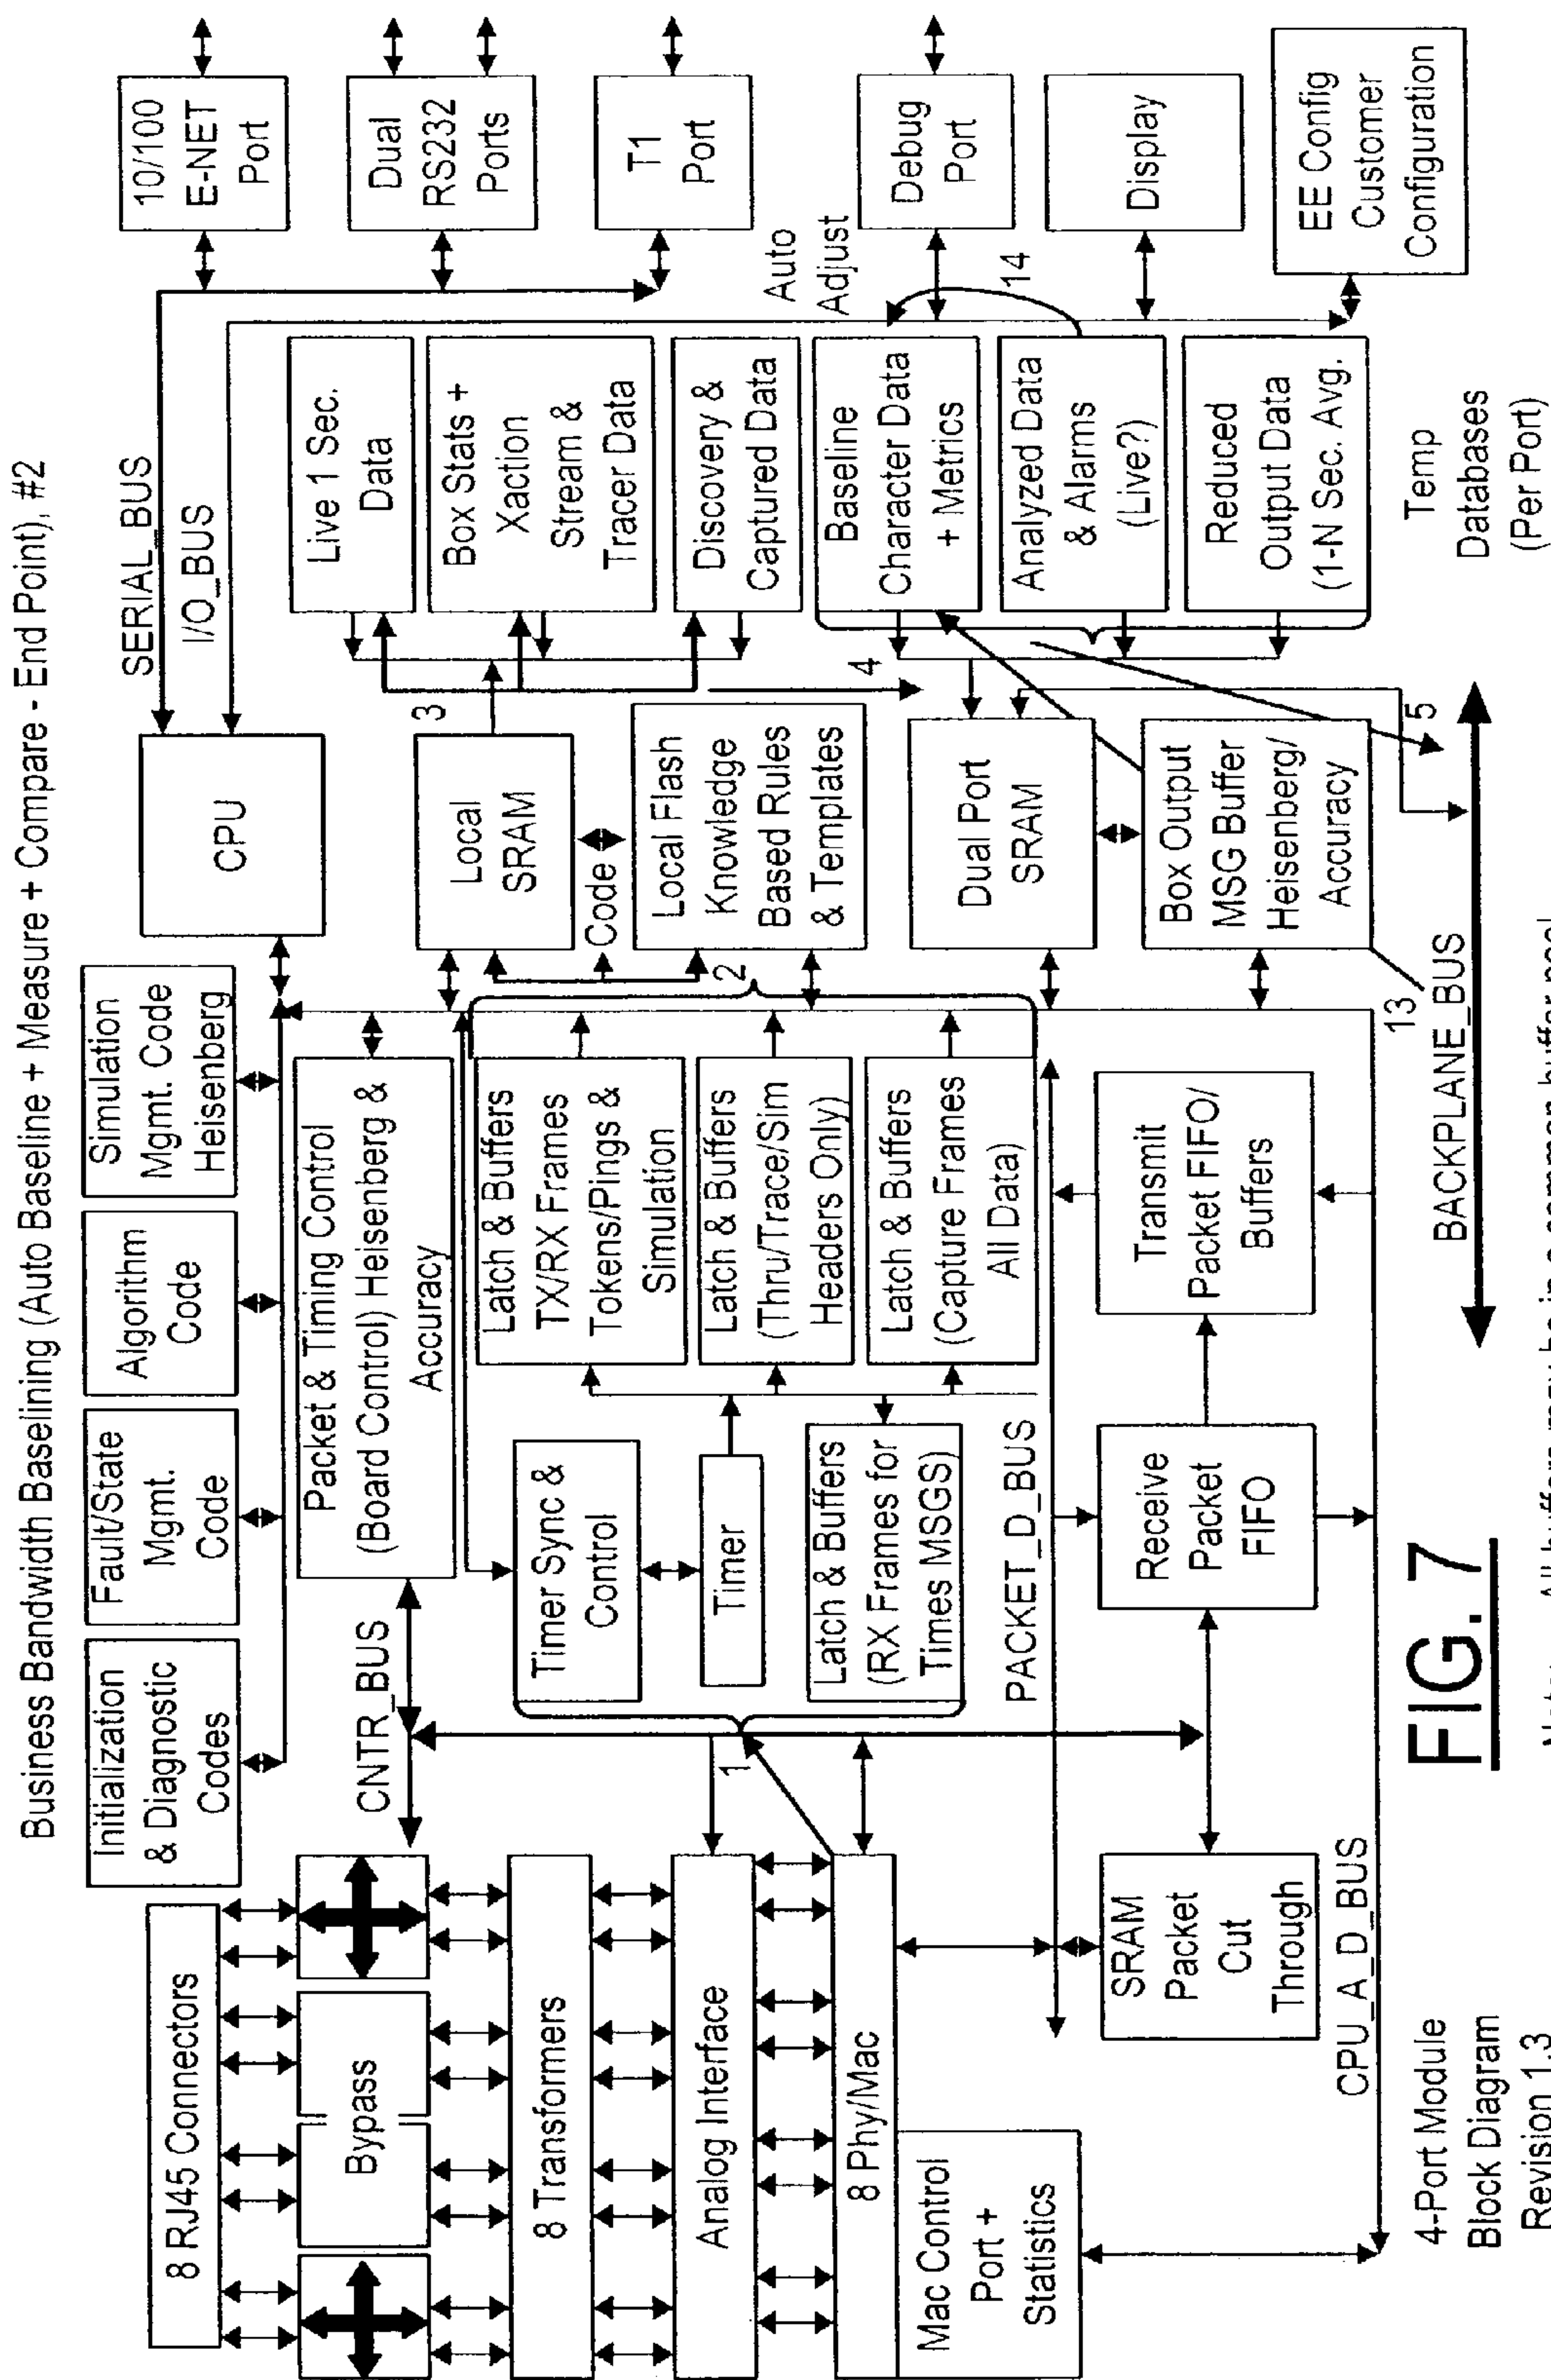 Business Bandwidth Baselining (Auto Baseline + Measure + Compare - End Point), #2
8 RJ45 Connectors
Bypass
8 Transformers
Analog Interface
8 Phy/Mac
Mac Control
Port +
Statistics
Initialization
& Diagnostic
Codes
Fault/State
Mgmt.
Code
Algorithm
Code
Simulation
Mgmt. Code
Heisenberg
CPU
SERIAL_BUS
I/O_BUS
10/100
E-NET
Port
Dual
RS232
Ports
T1
Port
Debug
Port
Display
EE Config
Customer
Configuration
CNTR_BUS
Packet & Timing Control
(Board Control) Heisenberg &
Accuracy
Timer Sync &
Control
Timer
Latch & Buffers
(RX Frames for
Times MSGS)
1
Latch & Buffers
TX/RX Frames
Tokens/Pings &
Simulation
Latch & Buffers
(Thru/Trace/Sim
Headers Only)
Latch & Buffers
(Capture Frames
All Data)
2
Local
SRAM
3
Code
Local Flash
Knowledge
Based Rules
& Templates
4
Dual Port
SRAM
Box Output
MSG Buffer
Heisenberg/
Accuracy
13
5
Live 1 Sec.
Data
Box Stats +
Xaction
Stream &
Tracer Data
Discovery &
Captured Data
Baseline
Character Data
+ Metrics
Analyzed Data
& Alarms
(Live?)
Reduced
Output Data
(1-N Sec. Avg.
Auto
Adjust
14
Temp
Databases
(Per Port)
PACKET_D_BUS
SRAM
Packet
Cut
Through
Receive
Packet
FIFO
Transmit
Packet FIFO/
Buffers
CPU_A_D_BUS
BACKPLANE_BUS
4-Port Module
Block Diagram
Revision 1.3
FIG. 7
Note: All buffers may be in a common buffer pool